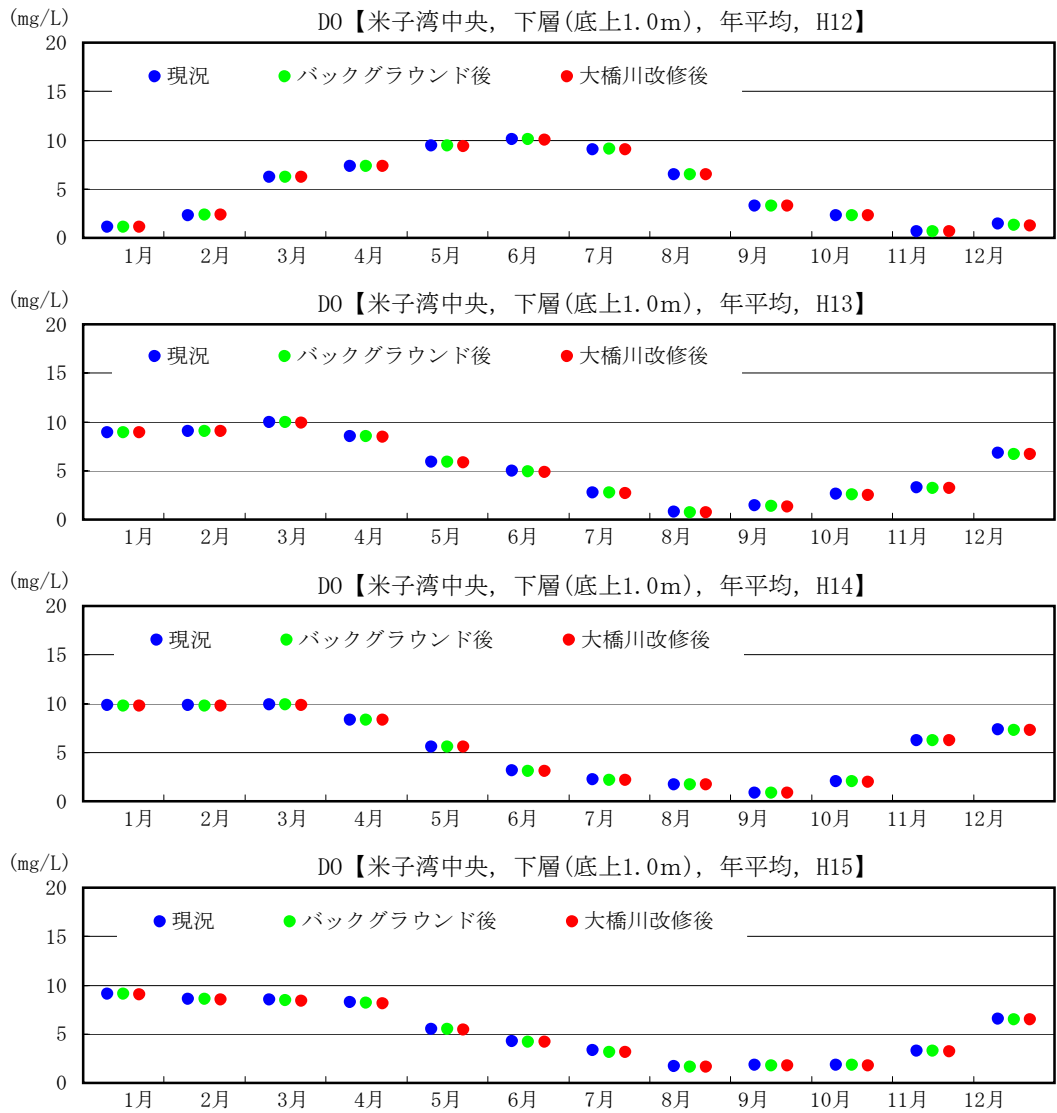 (mg/L) DO【米子湾中央, 下層(底上1.0m), 年平均, H12】
20
● 現況 ● バックグラウンド後 ● 大橋川改修後
15
10
5
0
1月 2月 3月 4月 5月 6月 7月 8月 9月 10月 11月 12月
(mg/L) DO【米子湾中央, 下層(底上1.0m), 年平均, H13】
20
● 現況 ● バックグラウンド後 ● 大橋川改修後
15
10
5
0
1月 2月 3月 4月 5月 6月 7月 8月 9月 10月 11月 12月
(mg/L) DO【米子湾中央, 下層(底上1.0m), 年平均, H14】
20
● 現況 ● バックグラウンド後 ● 大橋川改修後
15
10
5
0
1月 2月 3月 4月 5月 6月 7月 8月 9月 10月 11月 12月
(mg/L) DO【米子湾中央, 下層(底上1.0m), 年平均, H15】
20
● 現況 ● バックグラウンド後 ● 大橋川改修後
15
10
5
0
1月 2月 3月 4月 5月 6月 7月 8月 9月 10月 11月 12月